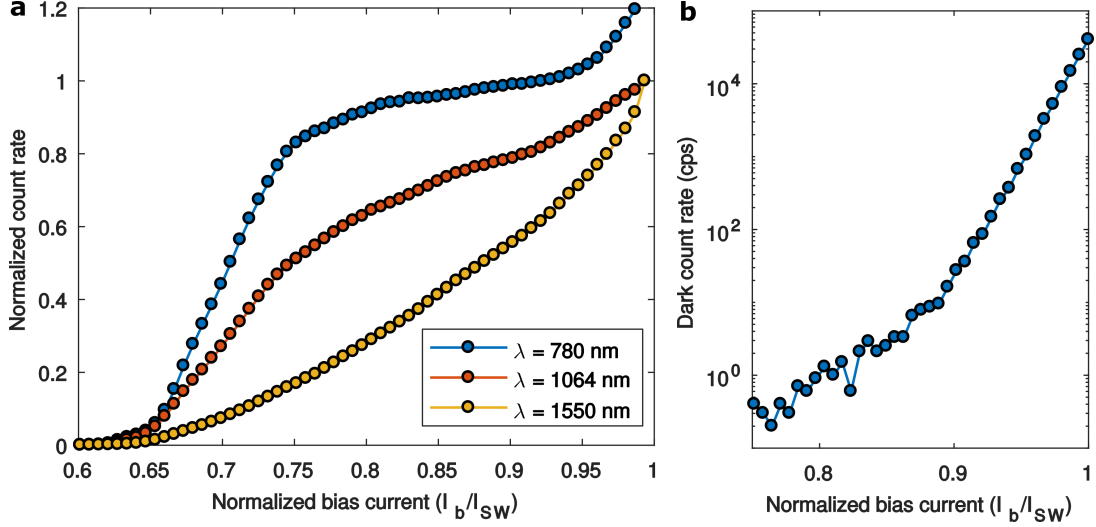 a
1.2
1
0.8
0.6
0.4
0.2
0
Normalized count rate
0.6 0.65 0.7 0.75 0.8 0.85 0.9 0.95 1
Normalized bias current (I_b/I_SW)
λ = 780 nm
λ = 1064 nm
λ = 1550 nm
b
10^4
10^2
10^0
Dark count rate (cps)
0.8 0.9 1
Normalized bias current (I_b/I_SW)